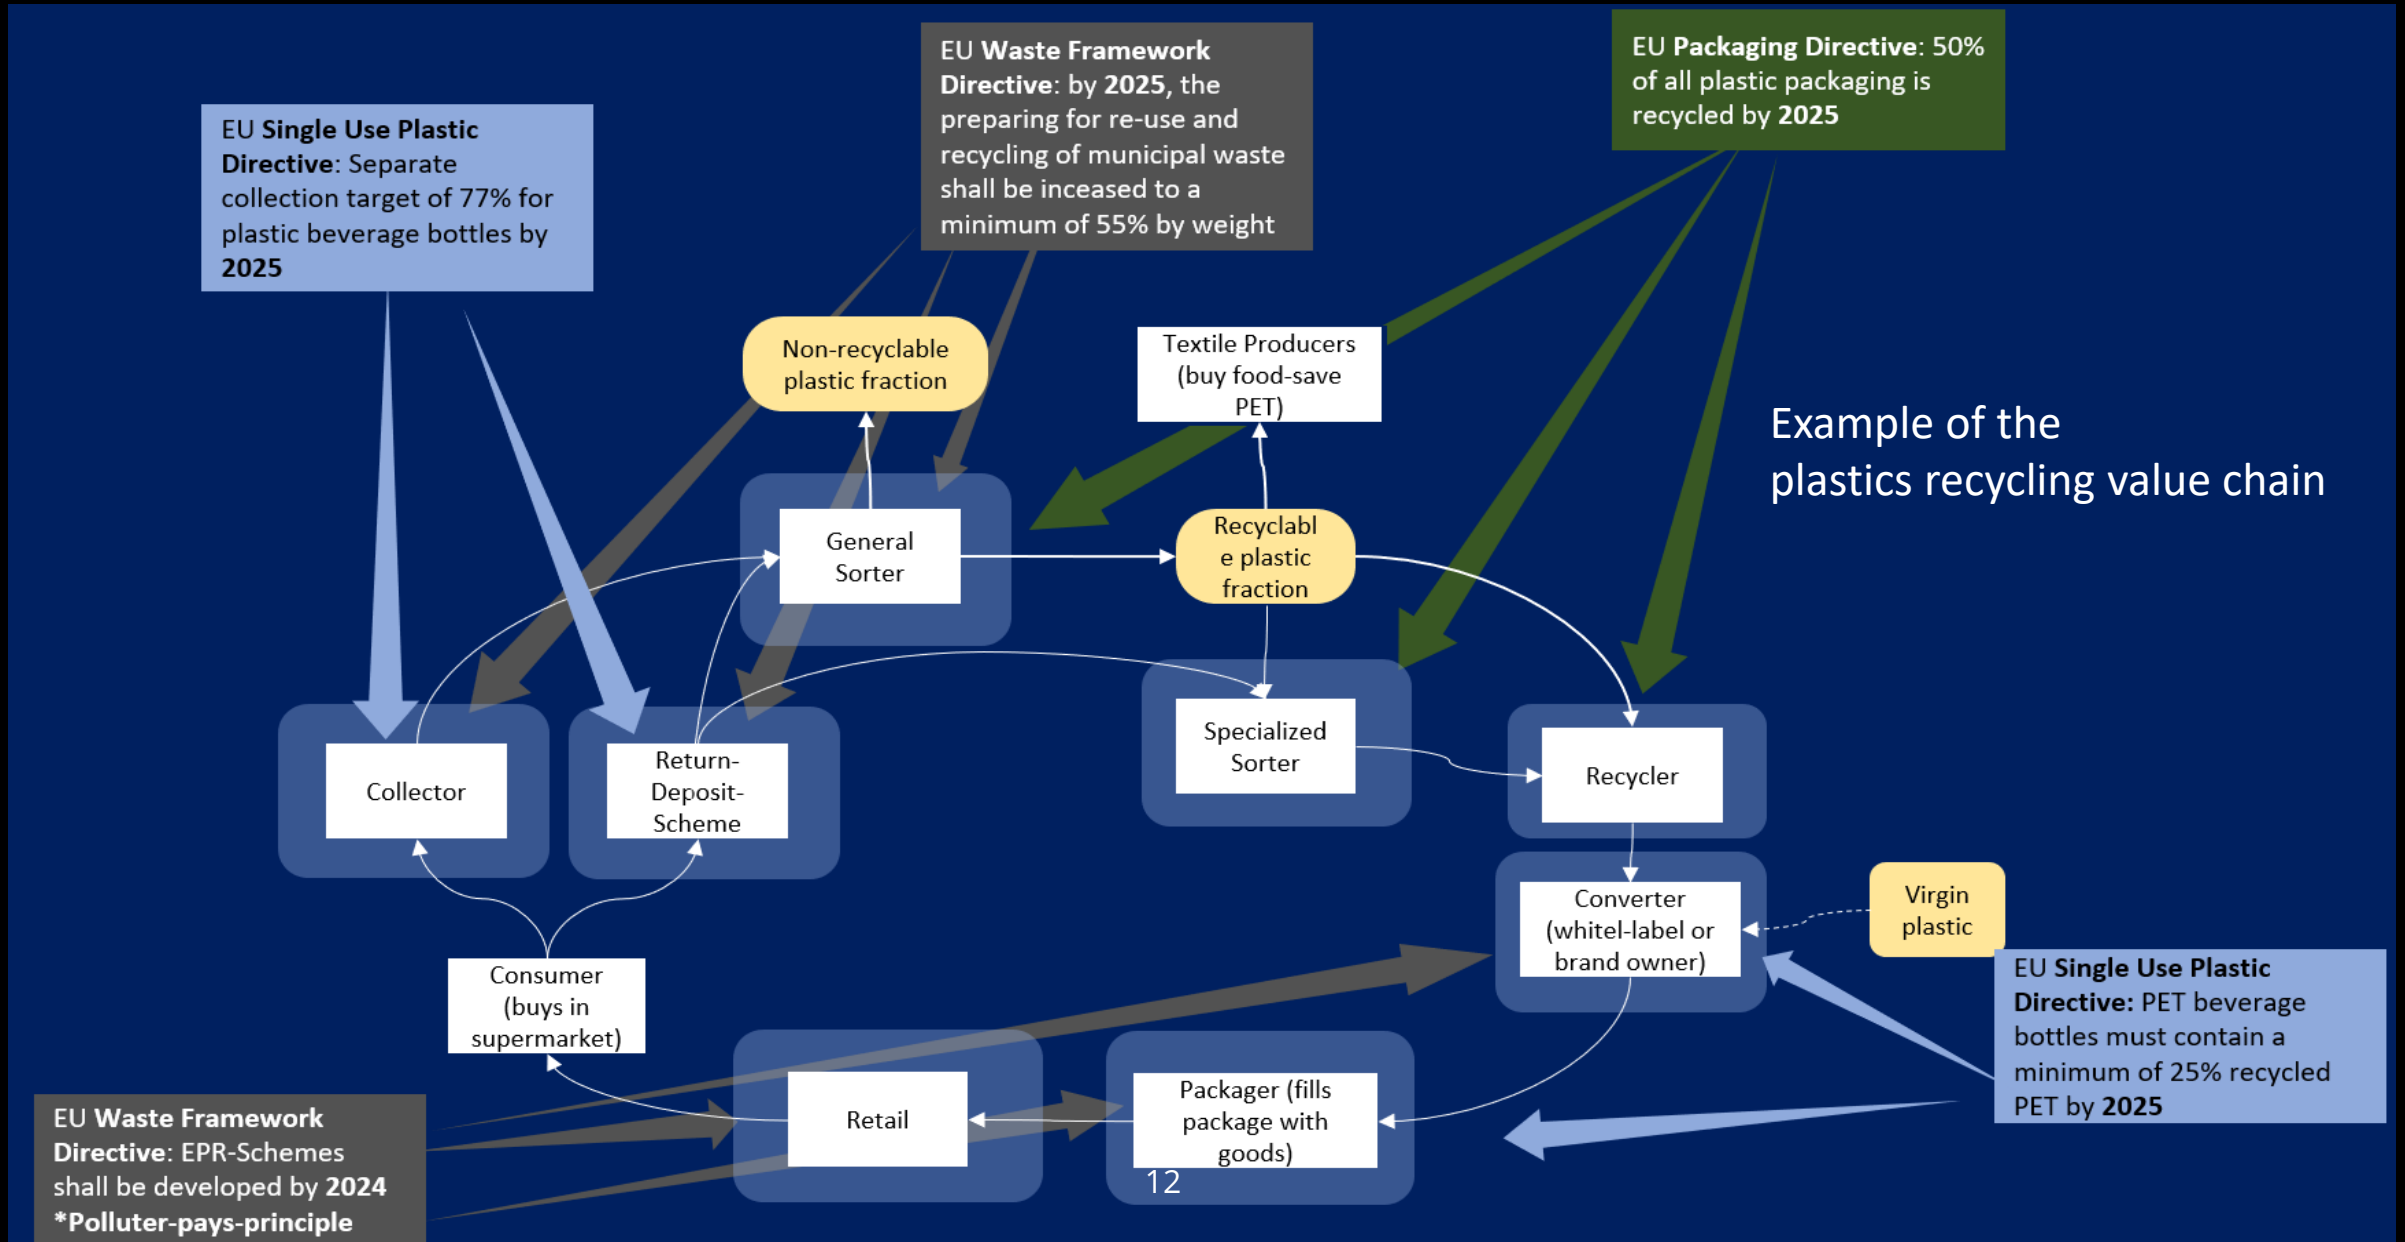 EU Waste Framework
Directive: by 2025, the
preparing for re-use and
recycling of municipal waste
shall be inceased to a
minimum of 55% by weight
EU Packaging Directive: 50%
of all plastic packaging is
recycled by 2025
EU Single Use Plastic
Directive: Separate
collection target of 77% for
plastic beverage bottles by
2025
Non-recyclable
plastic fraction
Textile Producers
(buy food-save
PET)
Example of the
plastics recycling value chain
General
Sorter
Recyclabl
e plastic
fraction
Collector
Return-
Deposit-
Scheme
Specialized
Sorter
Recycler
Converter
(whitel-label or
brand owner)
Virgin
plastic
Consumer
(buys in
supermarket)
EU Single Use Plastic
Directive: PET beverage
bottles must contain a
minimum of 25% recycled
PET by 2025
Retail
Packager (fills
package with
goods)
12
EU Waste Framework
Directive: EPR-Schemes
shall be developed by 2024
*Polluter-pays-principle